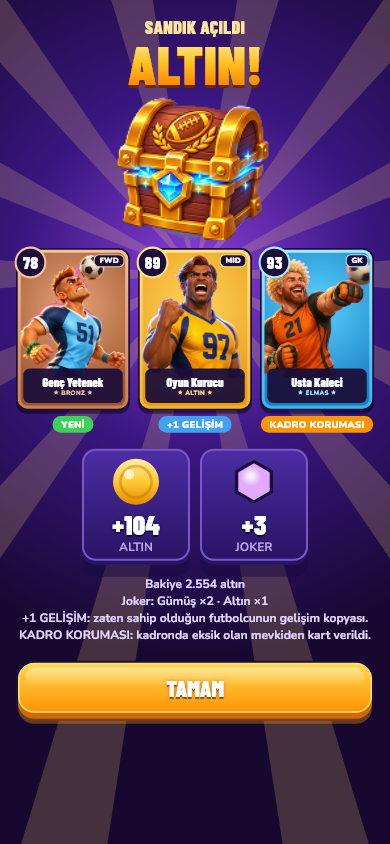 SANDIK AÇILDI
ALTIN!
78
FWD
51
Genç Yetenek
★ BRONZ ★
YENİ
89
MID
97
Oyun Kurucu
★ ALTIN ★
+1 GELİŞİM
93
GK
21
Usta Kaleci
★ ELMAS ★
KADRO KORUMASI
+104
ALTIN
+3
JOKER
Bakiye 2.554 altın
Joker: Gümüş ×2 · Altın ×1
+1 GELİŞİM: zaten sahip olduğun futbolcunun gelişim kopyası.
KADRO KORUMASI: kadronda eksik olan mevkiden kart verildi.
TAMAM